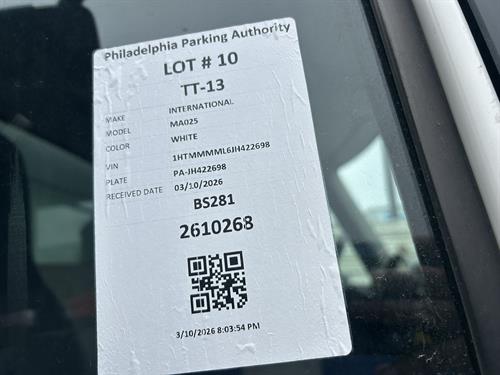 Philadelphia Parking Authority
LOT # 10
TT-13
MAKE INTERNATIONAL
MODEL MA025
COLOR WHITE
VIN 1HTMMMML6JH422698
PLATE PA-JH422698
RECEIVED DATE 03/10/2026
BS281
2610268
3/10/2026 8:03:54 PM